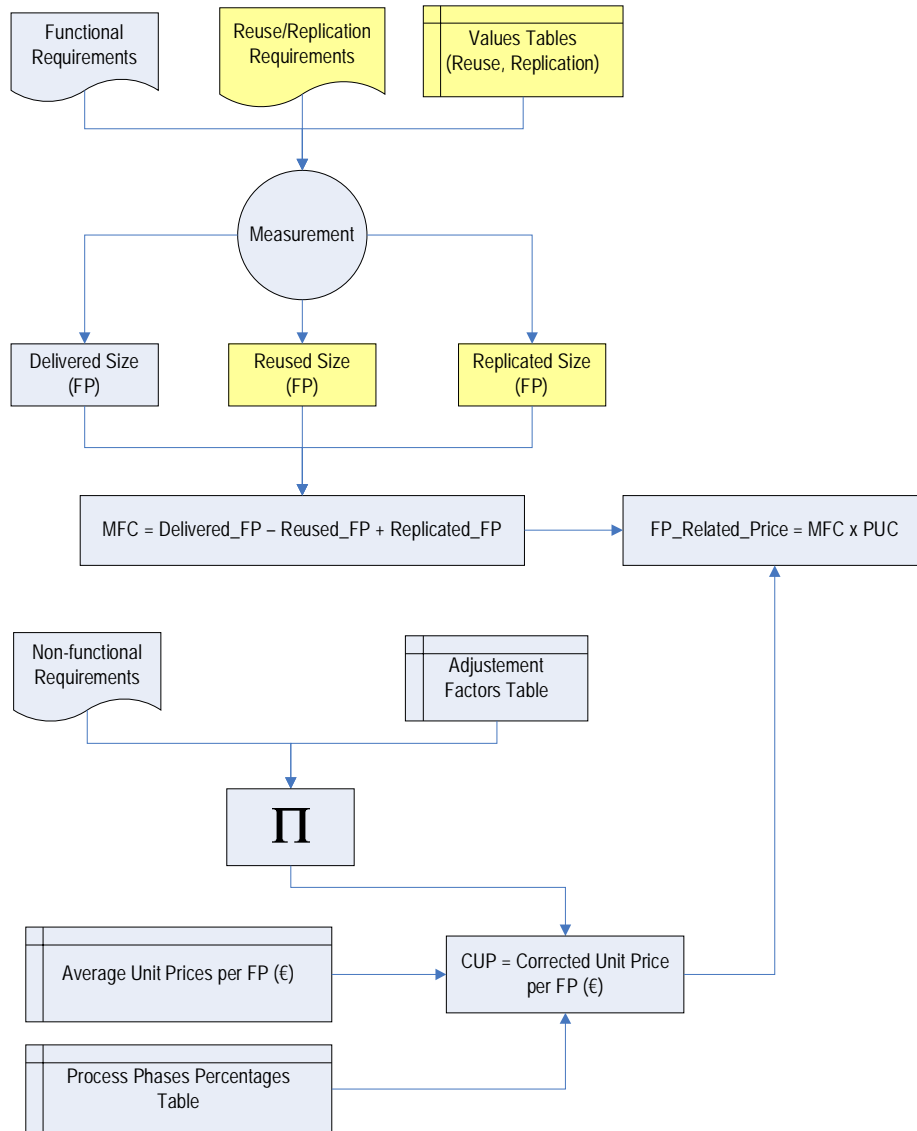 Functional
Requirements
Reuse/Replication
Requirements
Values Tables
(Reuse, Replication)
Measurement
Delivered Size
(FP)
Reused Size
(FP)
Replicated Size
(FP)
MFC = Delivered_FP – Reused_FP + Replicated_FP
FP_Related_Price = MFC x PUC
Non-functional
Requirements
Adjustement
Factors Table
Π
Average Unit Prices per FP (€)
CUP = Corrected Unit Price
per FP (€)
Process Phases Percentages
Table